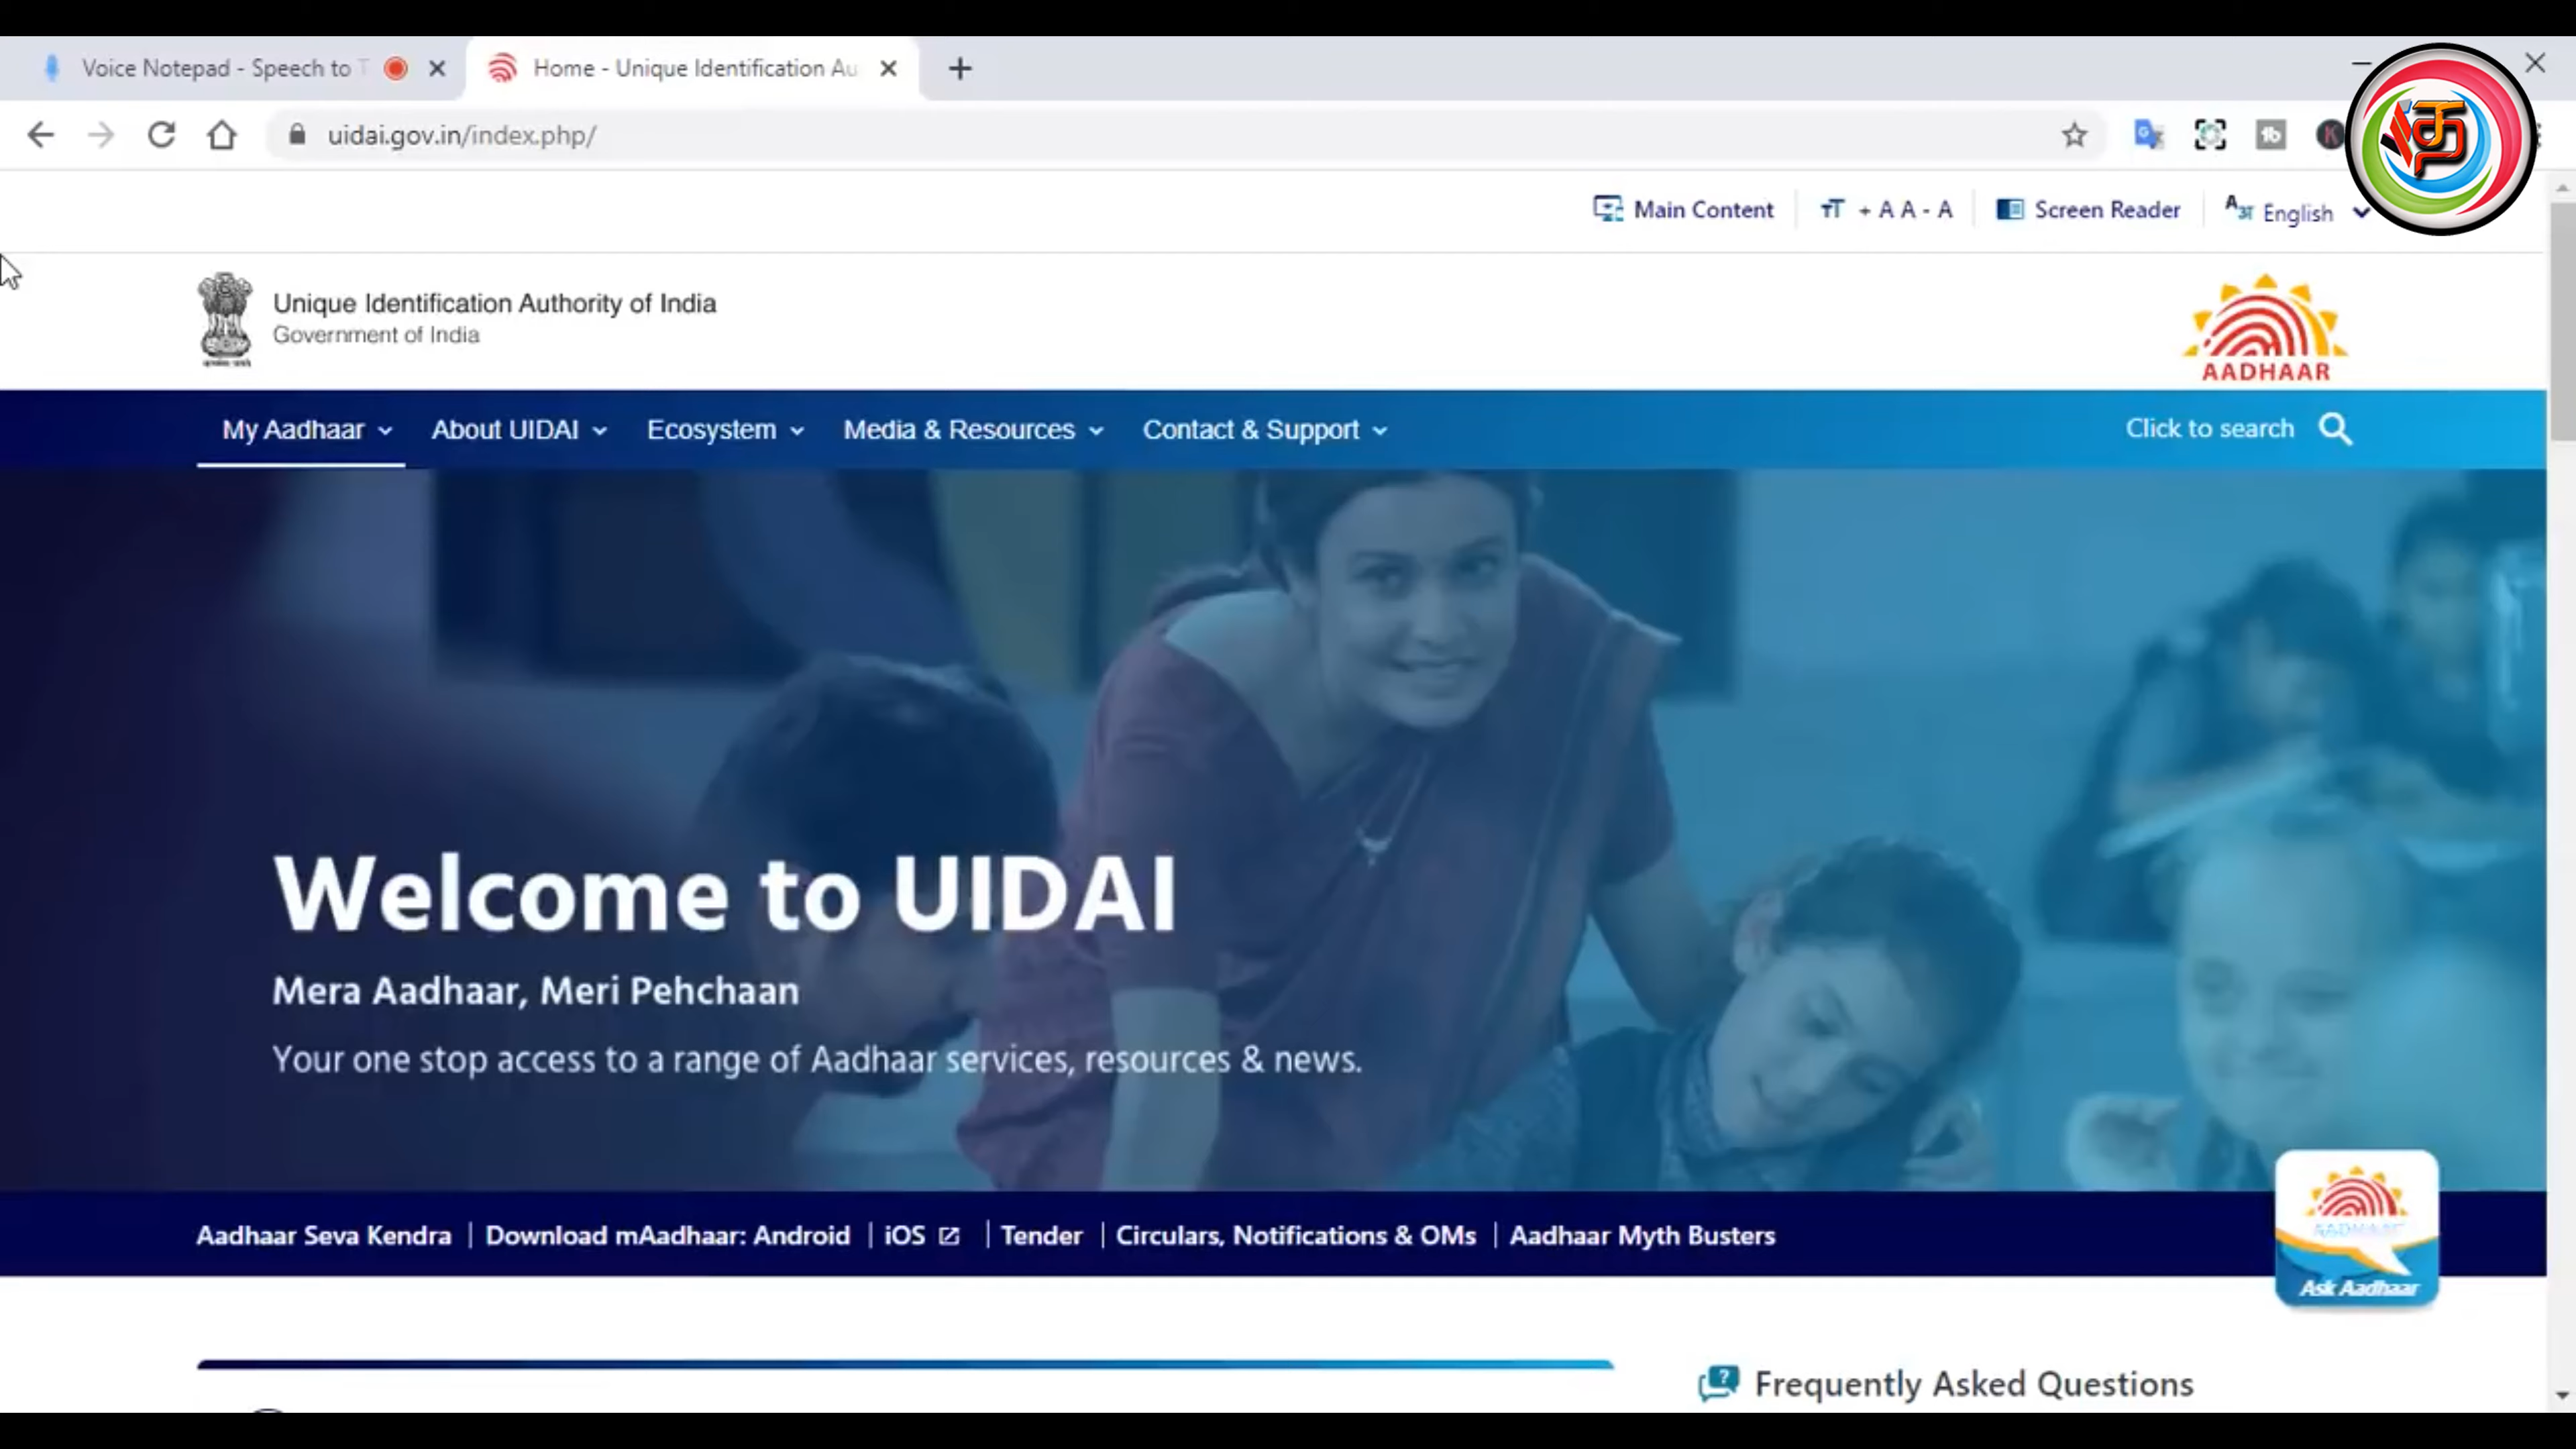 Voice Notepad - Speech to T
Home - Unique Identification Au
uidai.gov.in/index.php/
Main Content
+ A A - A
Screen Reader
English
Unique Identification Authority of India
Government of India
AADHAAR
My Aadhaar
About UIDAI
Ecosystem
Media & Resources
Contact & Support
Click to search
Welcome to UIDAI
Mera Aadhaar, Meri Pehchaan
Your one stop access to a range of Aadhaar services, resources & news.
Aadhaar Seva Kendra | Download mAadhaar: Android | iOS | Tender | Circulars, Notifications & OMs | Aadhaar Myth Busters
AADHAAR
Ask Aadhaar
Frequently Asked Questions